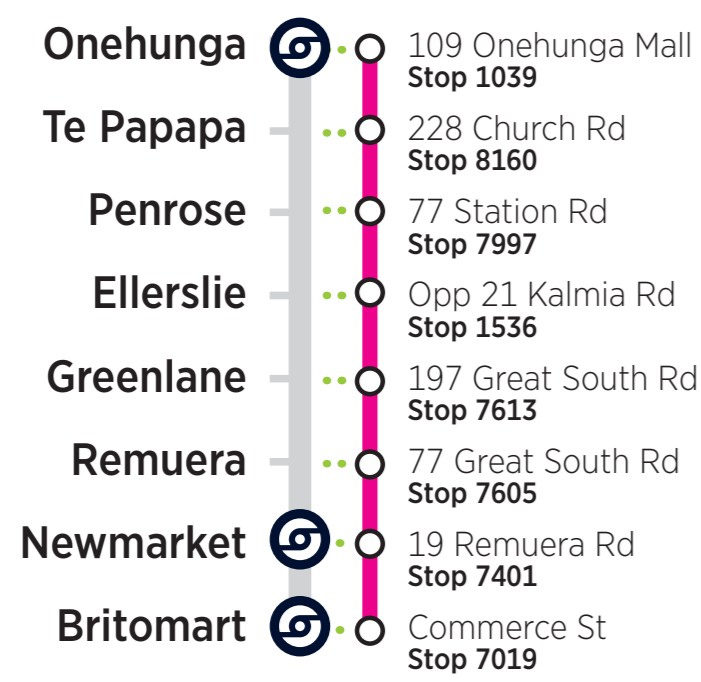 Onehunga
109 Onehunga Mall
Stop 1039
Te Papapa
228 Church Rd
Stop 8160
Penrose
77 Station Rd
Stop 7997
Ellerslie
Opp 21 Kalmia Rd
Stop 1536
Greenlane
197 Great South Rd
Stop 7613
Remuera
77 Great South Rd
Stop 7605
Newmarket
19 Remuera Rd
Stop 7401
Britomart
Commerce St
Stop 7019